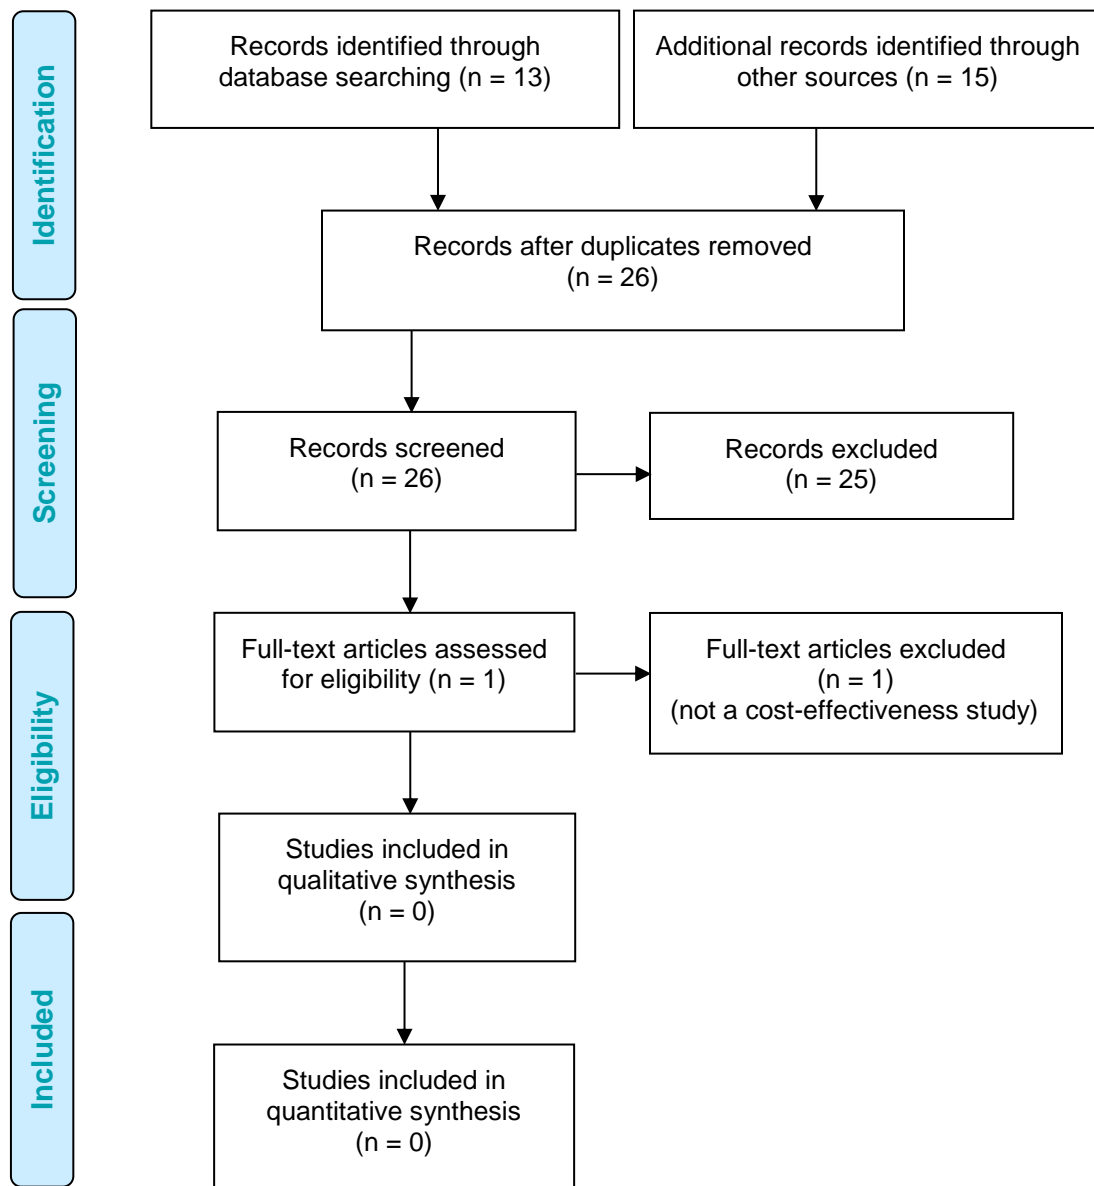 Identification
Records identified through
database searching (n = 13)
Additional records identified through
other sources (n = 15)
Records after duplicates removed
(n = 26)
Screening
Records screened
(n = 26)
Records excluded
(n = 25)
Eligibility
Full-text articles assessed
for eligibility (n = 1)
Full-text articles excluded
(n = 1)
(not a cost-effectiveness study)
Studies included in
qualitative synthesis
(n = 0)
Included
Studies included in
quantitative synthesis
(n = 0)